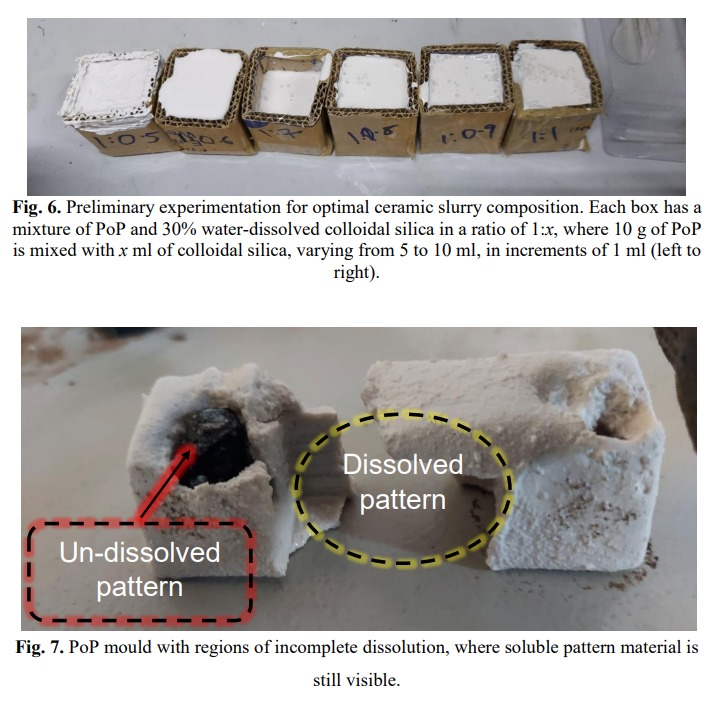 1:0-5
1:0-6
1:7-
1:0-8
1:0-9
1:1
Fig. 6. Preliminary experimentation for optimal ceramic slurry composition. Each box has a
mixture of PoP and 30% water-dissolved colloidal silica in a ratio of 1:x, where 10 g of PoP
is mixed with x ml of colloidal silica, varying from 5 to 10 ml, in increments of 1 ml (left to
right).
Dissolved
pattern
Un-dissolved
pattern
Fig. 7. PoP mould with regions of incomplete dissolution, where soluble pattern material is
still visible.